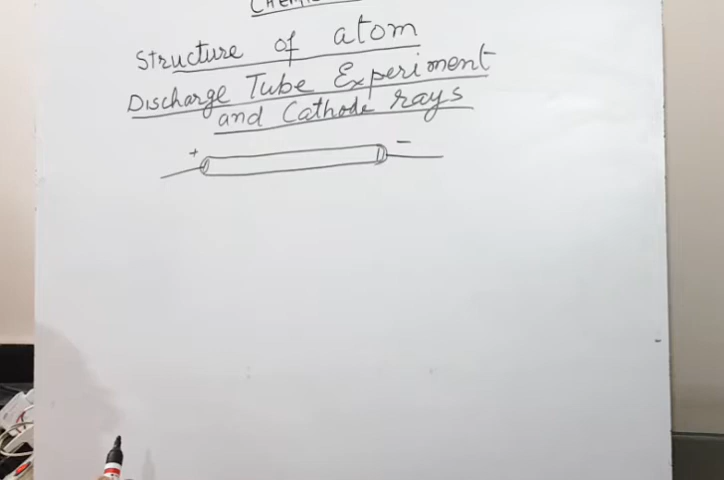 Structure of atom
Discharge Tube Experiment
and Cathode rays
+ -